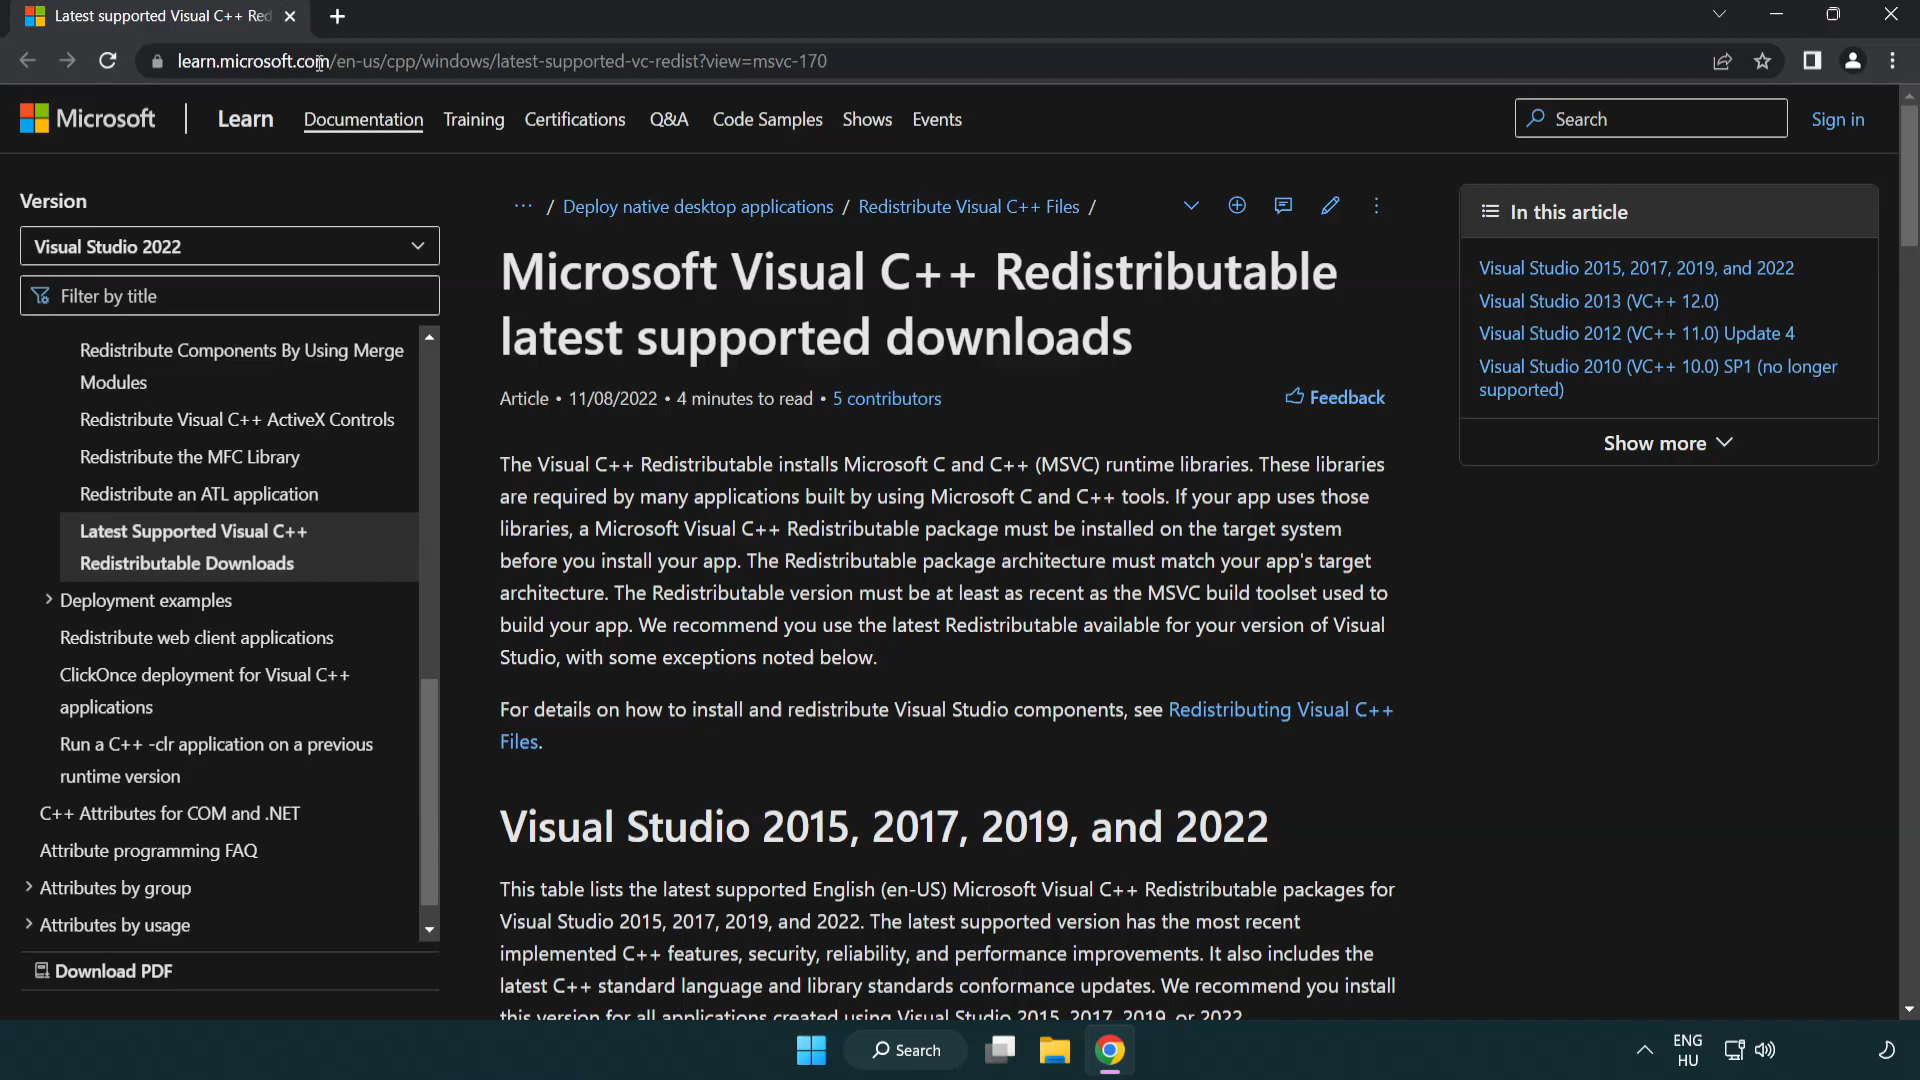 Latest supported Visual C++ Red
learn.microsoft.com/en-us/cpp/windows/latest-supported-vc-redist?view=msvc-170
Microsoft
Learn
Documentation
Training
Certifications
Q&A
Code Samples
Shows
Events
Search
Sign in
Version
Visual Studio 2022
Filter by title
Redistribute Components By Using Merge
Modules
Redistribute Visual C++ ActiveX Controls
Redistribute the MFC Library
Redistribute an ATL application
Latest Supported Visual C++
Redistributable Downloads
Deployment examples
Redistribute web client applications
ClickOnce deployment for Visual C++
applications
Run a C++ -clr application on a previous
runtime version
C++ Attributes for COM and .NET
Attribute programming FAQ
Attributes by group
Attributes by usage
Download PDF
... / Deploy native desktop applications / Redistribute Visual C++ Files /
Microsoft Visual C++ Redistributable
latest supported downloads
Article • 11/08/2022 • 4 minutes to read • 5 contributors
Feedback
The Visual C++ Redistributable installs Microsoft C and C++ (MSVC) runtime libraries. These libraries
are required by many applications built by using Microsoft C and C++ tools. If your app uses those
libraries, a Microsoft Visual C++ Redistributable package must be installed on the target system
before you install your app. The Redistributable package architecture must match your app's target
architecture. The Redistributable version must be at least as recent as the MSVC build toolset used to
build your app. We recommend you use the latest Redistributable available for your version of Visual
Studio, with some exceptions noted below.
For details on how to install and redistribute Visual Studio components, see Redistributing Visual C++
Files.
Visual Studio 2015, 2017, 2019, and 2022
This table lists the latest supported English (en-US) Microsoft Visual C++ Redistributable packages for
Visual Studio 2015, 2017, 2019, and 2022. The latest supported version has the most recent
implemented C++ features, security, reliability, and performance improvements. It also includes the
latest C++ standard language and library standards conformance updates. We recommend you install
this version for all applications created using Visual Studio 2015, 2017, 2019, or 2022.
In this article
Visual Studio 2015, 2017, 2019, and 2022
Visual Studio 2013 (VC++ 12.0)
Visual Studio 2012 (VC++ 11.0) Update 4
Visual Studio 2010 (VC++ 10.0) SP1 (no longer
supported)
Show more
Search
ENG
HU